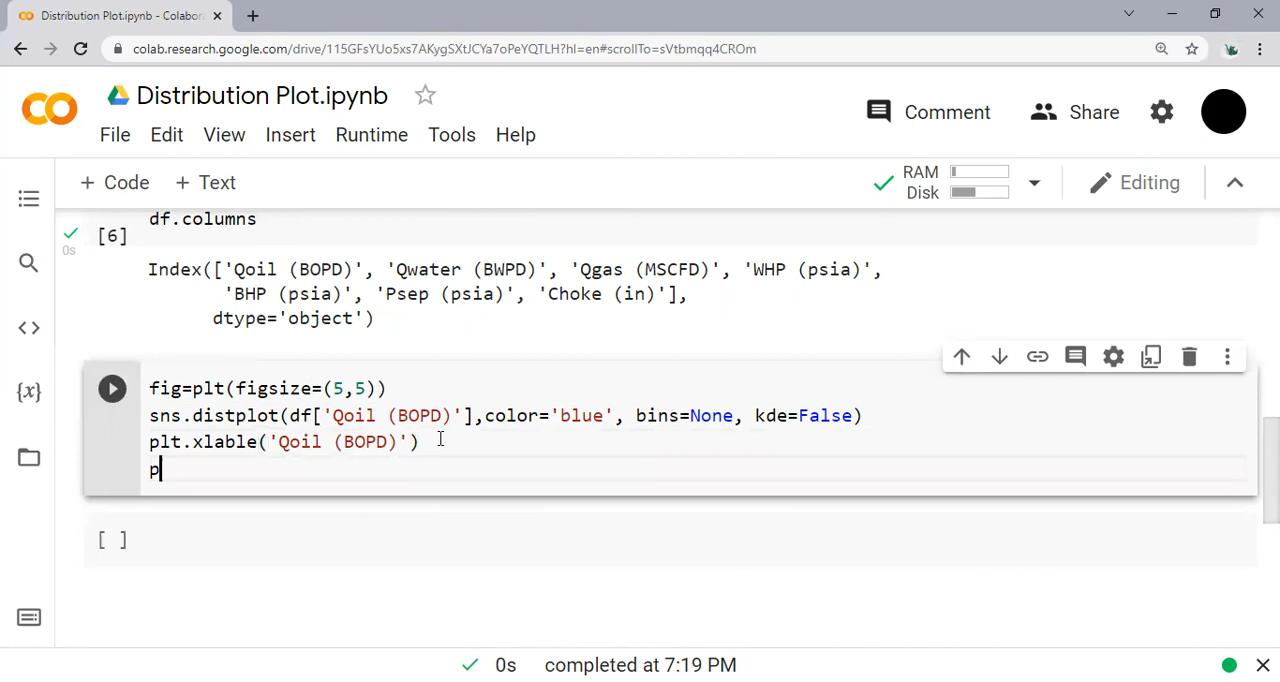 Distribution Plot.ipynb - Colabor
colab.research.google.com/drive/115GFsYUo5xs7AKygSXtJCYa7oPeYQTLH?hl=en#scrollTo=sVtbmqq4CROm
Distribution Plot.ipynb
Comment
Share
File Edit View Insert Runtime Tools Help
+ Code + Text
RAM
Disk
Editing
df.columns
[6]
0s
Index(['Qoil (BOPD)', 'Qwater (BWPD)', 'Qgas (MSCFD)', 'WHP (psia)',
'BHP (psia)', 'Psep (psia)', 'Choke (in)'],
dtype='object')
fig=plt(figsize=(5,5))
sns.distplot(df['Qoil (BOPD)'],color='blue', bins=None, kde=False)
plt.xlable('Qoil (BOPD)')
p
[ ]
0s completed at 7:19 PM